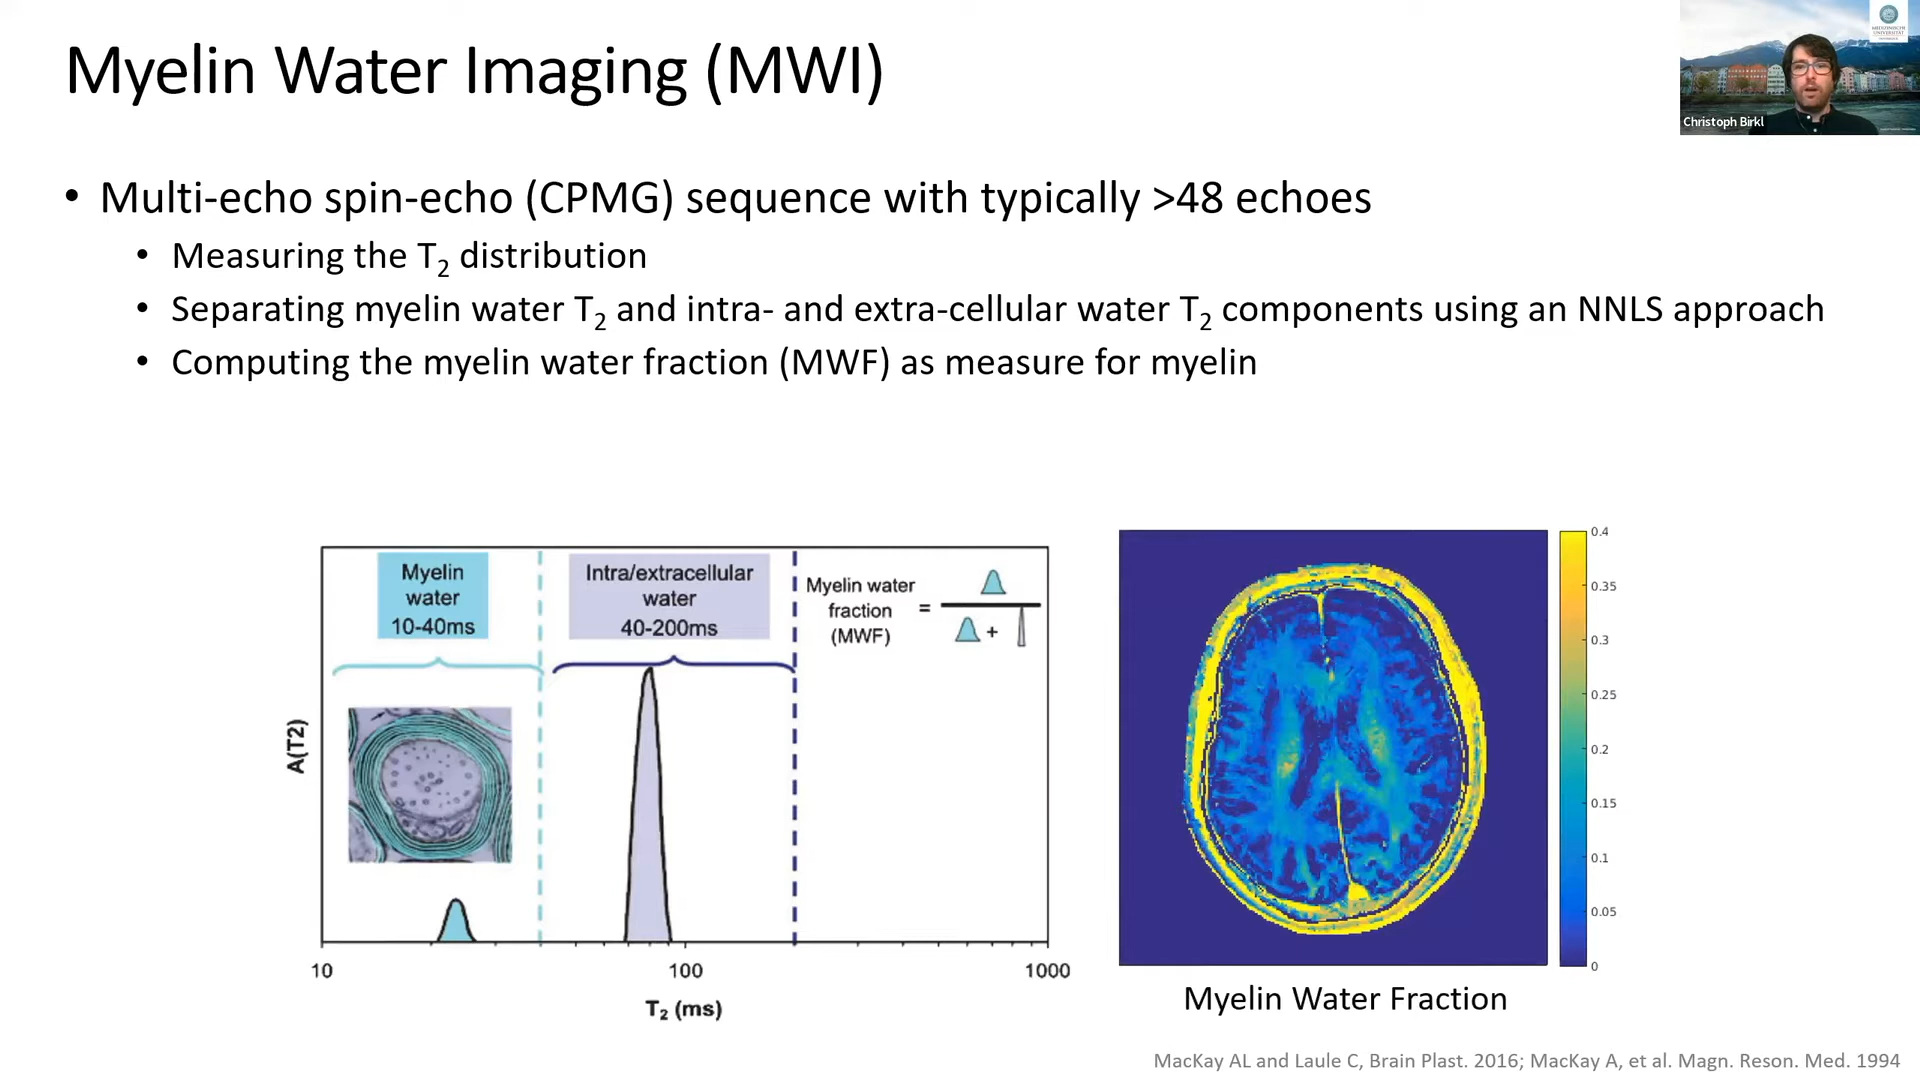 Myelin Water Imaging (MWI)
Christoph Birkl
• Multi-echo spin-echo (CPMG) sequence with typically >48 echoes
• Measuring the T2 distribution
• Separating myelin water T2 and intra- and extra-cellular water T2 components using an NNLS approach
• Computing the myelin water fraction (MWF) as measure for myelin
Myelin
water
10-40ms
Intra/extracellular
water
40-200ms
Myelin water
fraction
(MWF)
=
+
A(T2)
10
100
1000
T2 (ms)
0.4
0.35
0.3
0.25
0.2
0.15
0.1
0.05
0
Myelin Water Fraction
MacKay AL and Laule C, Brain Plast. 2016; MacKay A, et al. Magn. Reson. Med. 1994